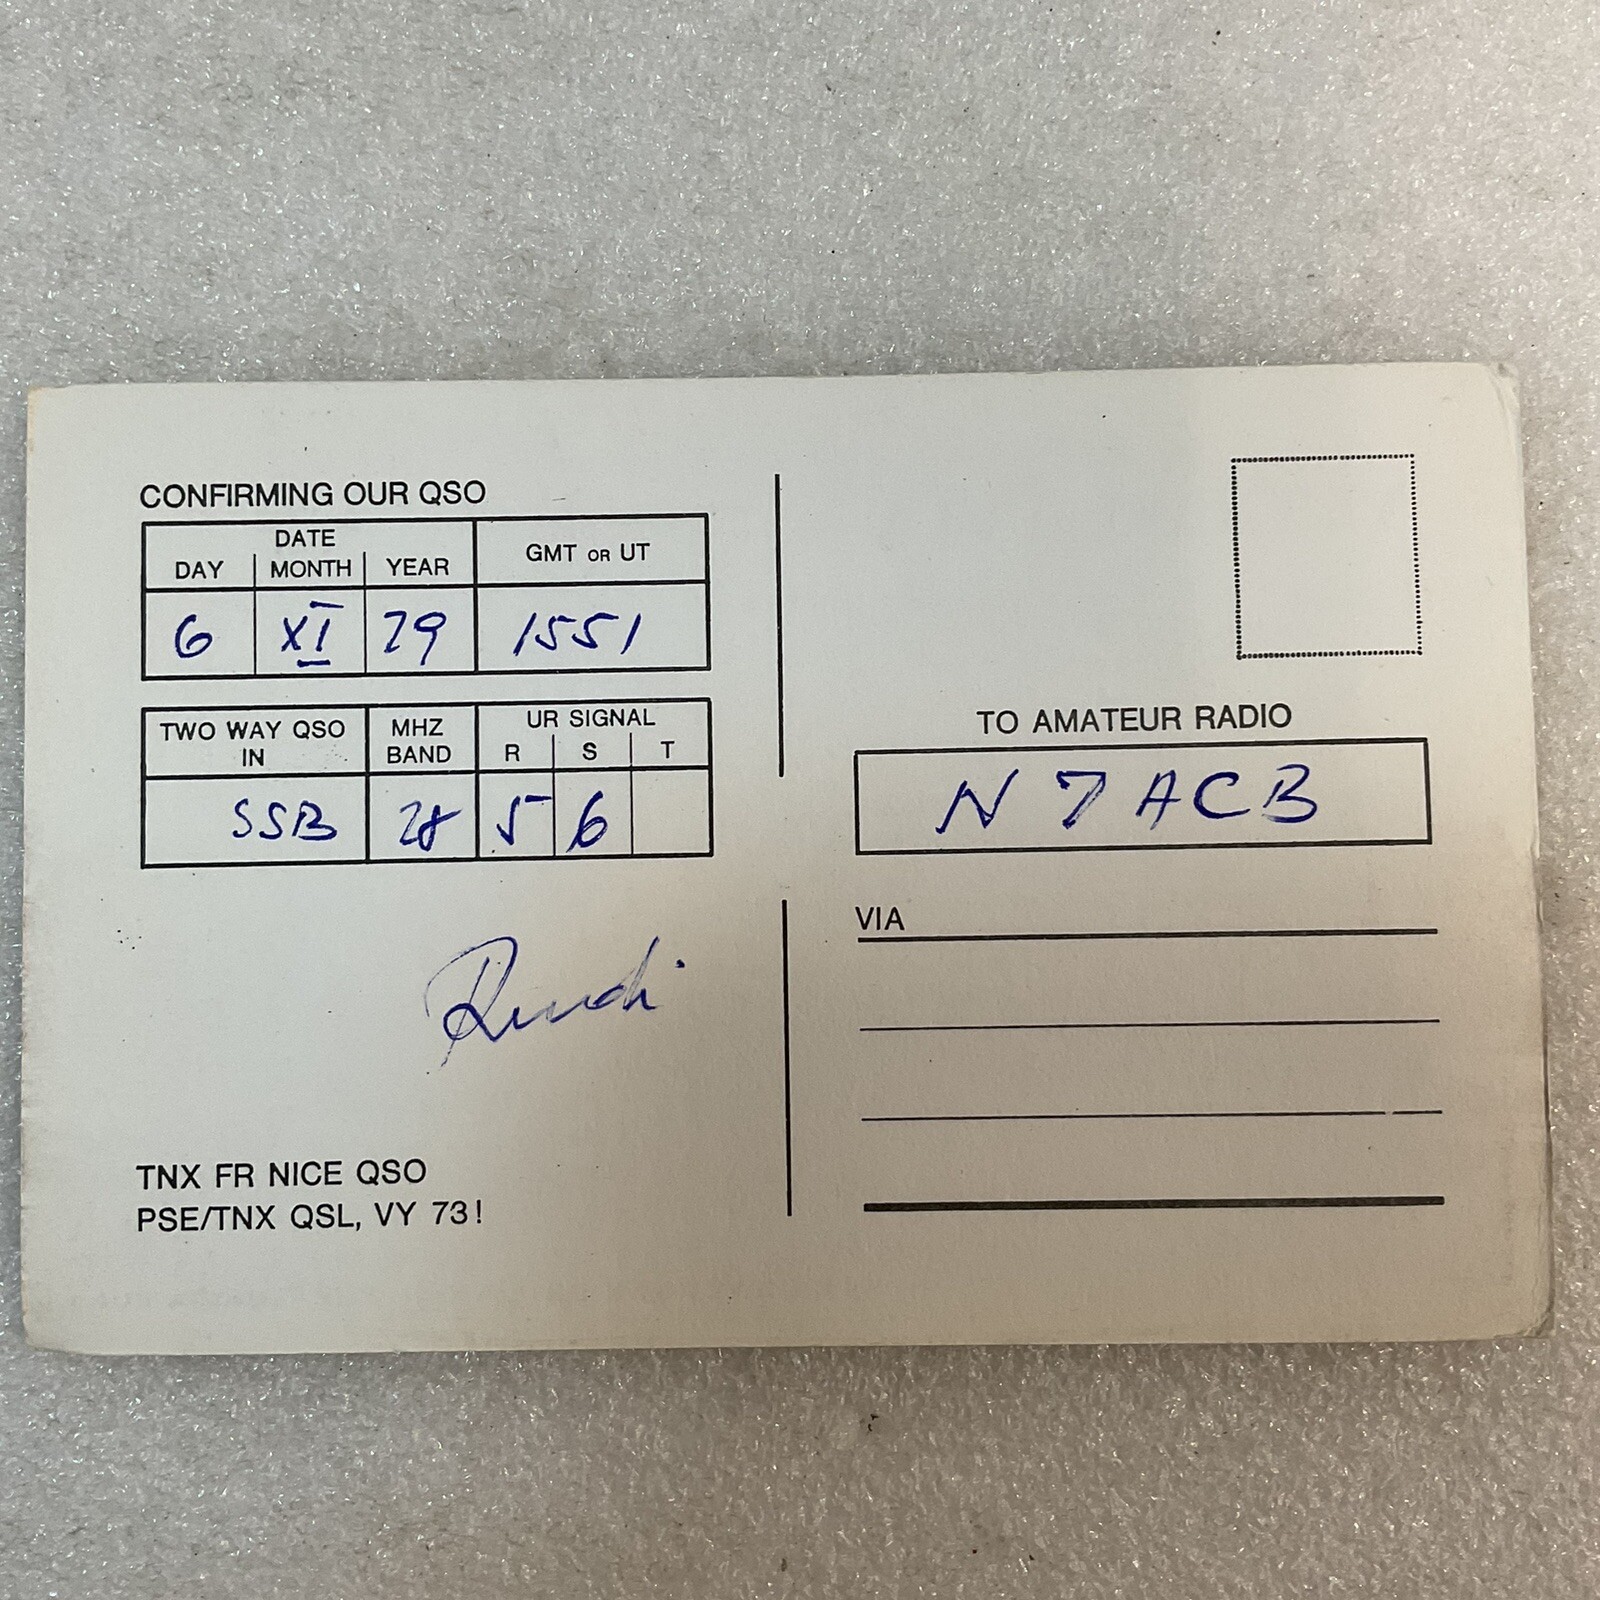 CONFIRMING OUR QSO
DATE
DAY MONTH YEAR GMT OR UT
6 XI 79 1551
TWO WAY QSO IN MHZ BAND UR SIGNAL
R S T
SSB 28 5 6
Rudi
TNX FR NICE QSO
PSE/TNX QSL, VY 73!
TO AMATEUR RADIO
N7ACB
VIA